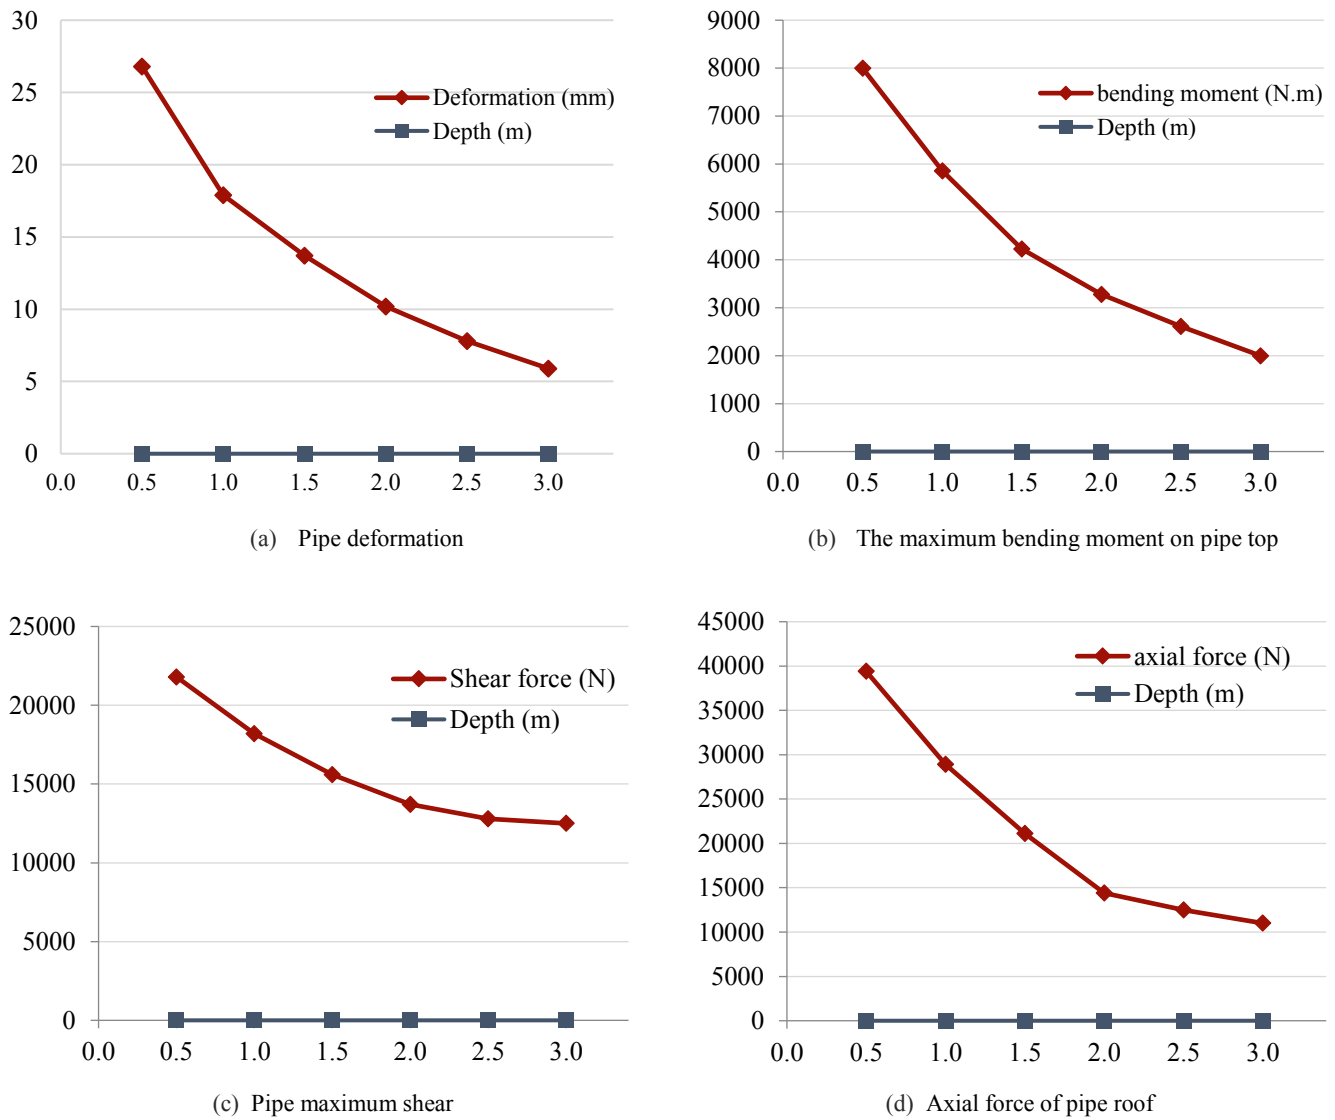 30
25
20
15
10
5
0
0.0 0.5 1.0 1.5 2.0 2.5 3.0
Deformation (mm)
Depth (m)
(a) Pipe deformation
9000
8000
7000
6000
5000
4000
3000
2000
1000
0
0.0 0.5 1.0 1.5 2.0 2.5 3.0
bending moment (N.m)
Depth (m)
(b) The maximum bending moment on pipe top
25000
20000
15000
10000
5000
0
0.0 0.5 1.0 1.5 2.0 2.5 3.0
Shear force (N)
Depth (m)
(c) Pipe maximum shear
45000
40000
35000
30000
25000
20000
15000
10000
5000
0
0.0 0.5 1.0 1.5 2.0 2.5 3.0
axial force (N)
Depth (m)
(d) Axial force of pipe roof